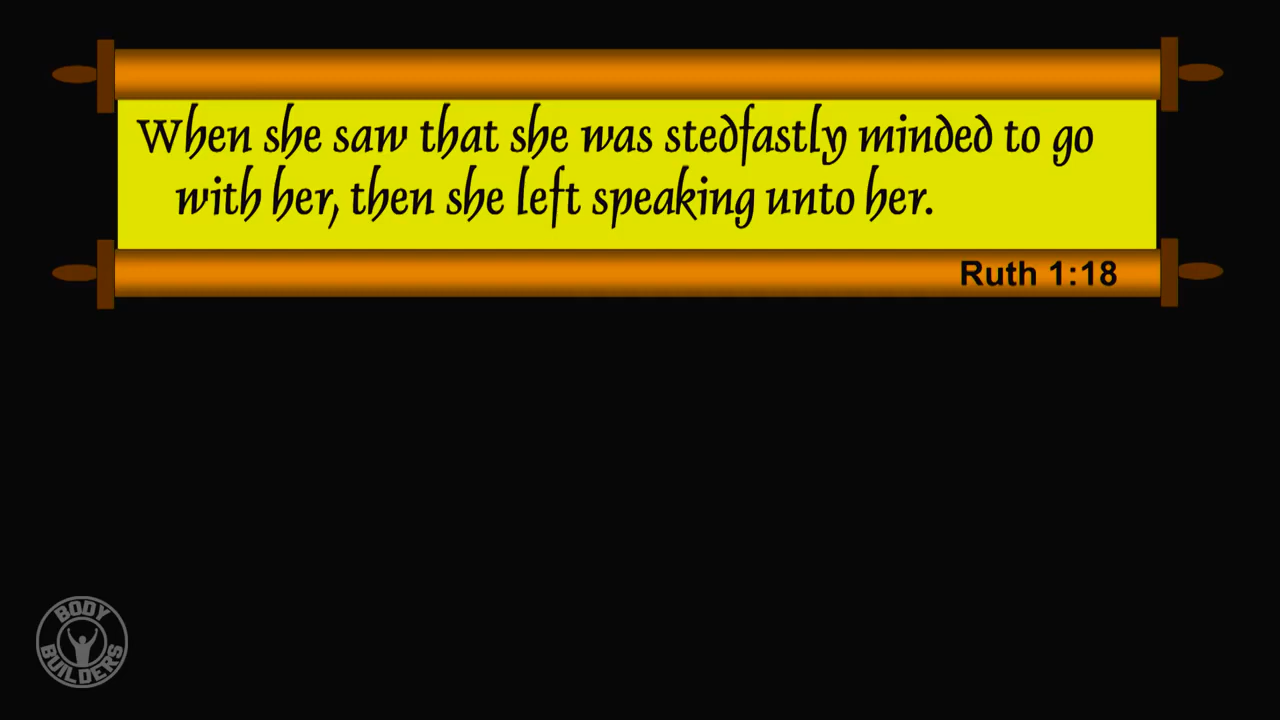 When she saw that she was stedfastly minded to go
with her, then she left speaking unto her.
Ruth 1:18
BODY
BUILDERS